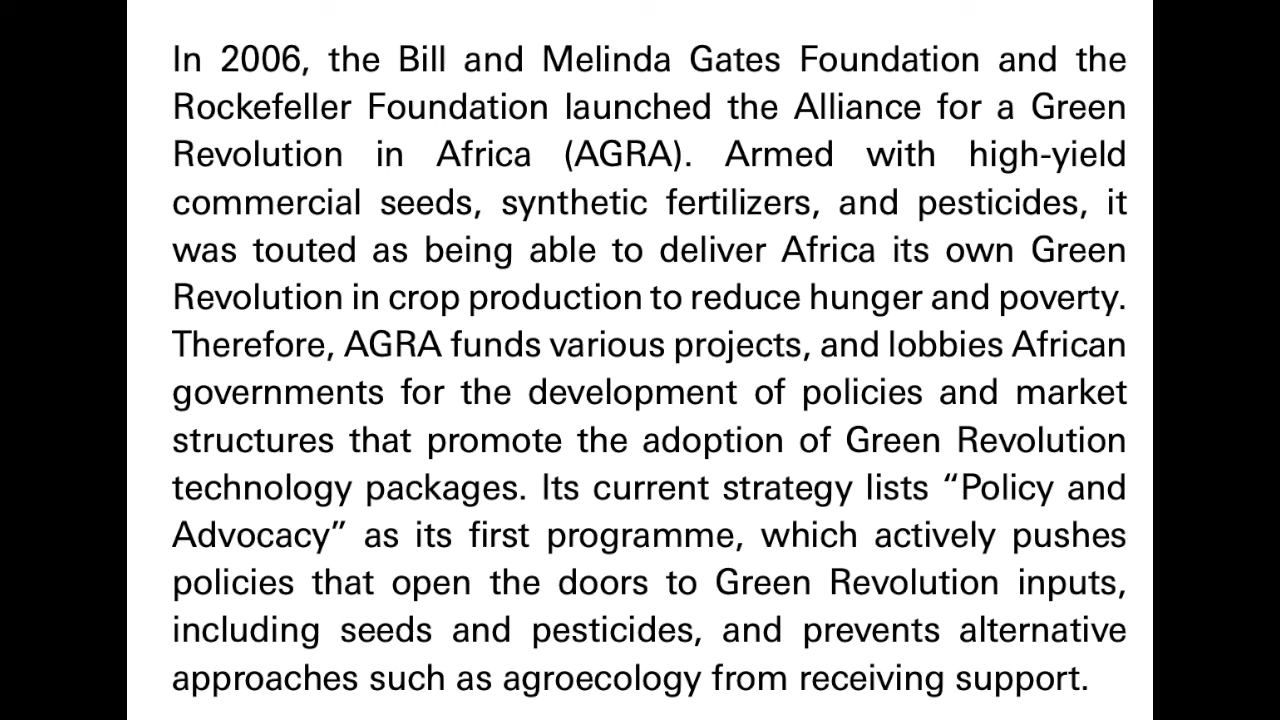 In 2006, the Bill and Melinda Gates Foundation and the
Rockefeller Foundation launched the Alliance for a Green
Revolution in Africa (AGRA). Armed with high-yield
commercial seeds, synthetic fertilizers, and pesticides, it
was touted as being able to deliver Africa its own Green
Revolution in crop production to reduce hunger and poverty.
Therefore, AGRA funds various projects, and lobbies African
governments for the development of policies and market
structures that promote the adoption of Green Revolution
technology packages. Its current strategy lists “Policy and
Advocacy” as its first programme, which actively pushes
policies that open the doors to Green Revolution inputs,
including seeds and pesticides, and prevents alternative
approaches such as agroecology from receiving support.